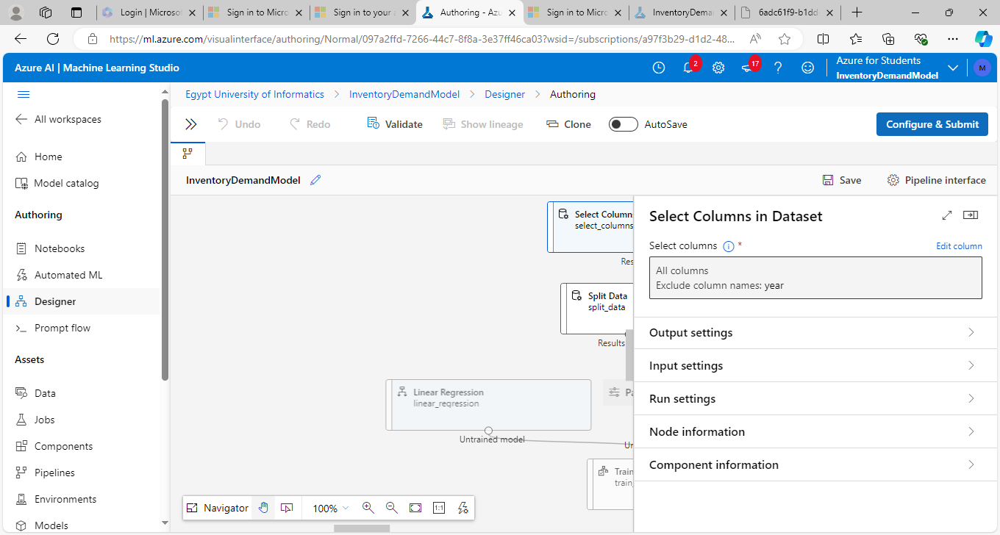 Login | Microsof
Sign in to Micro
Sign in to your a
Authoring - Azu
Sign in to Micro
InventoryDema
6adc61f9-b1dd
https://ml.azure.com/visualinterface/authoring/Normal/097a2ffd-7266-44c7-8f8a-3e37ff46ca03?wsid=/subscriptions/a97f3b29-d1d2-48...
Azure AI | Machine Learning Studio
2
17
Azure for Students
InventoryDemandModel
M
All workspaces
Home
Model catalog
Authoring
Notebooks
Automated ML
Designer
Prompt flow
Assets
Data
Jobs
Components
Pipelines
Environments
Models
Egypt University of Informatics > InventoryDemandModel > Designer > Authoring
Undo
Redo
Validate
Show lineage
Clone
AutoSave
Configure & Submit
InventoryDemandModel
Save
Pipeline interface
Select Column
select_columns
Res
Split Data
split_data
Results
Linear Regression
linear_regression
Untrained model
Pa
Un
Train
train_
Navigator
100%
1:1
Select Columns in Dataset
Select columns *
Edit column
All columns
Exclude column names: year
Output settings
Input settings
Run settings
Node information
Component information